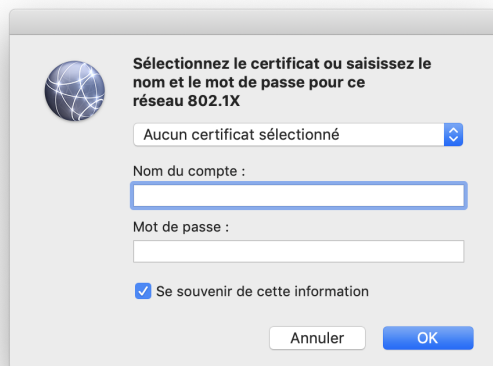 Sélectionnez le certificat ou saisissez le
nom et le mot de passe pour ce
réseau 802.1X
Aucun certificat sélectionné
Nom du compte :
Mot de passe :
Se souvenir de cette information
Annuler OK